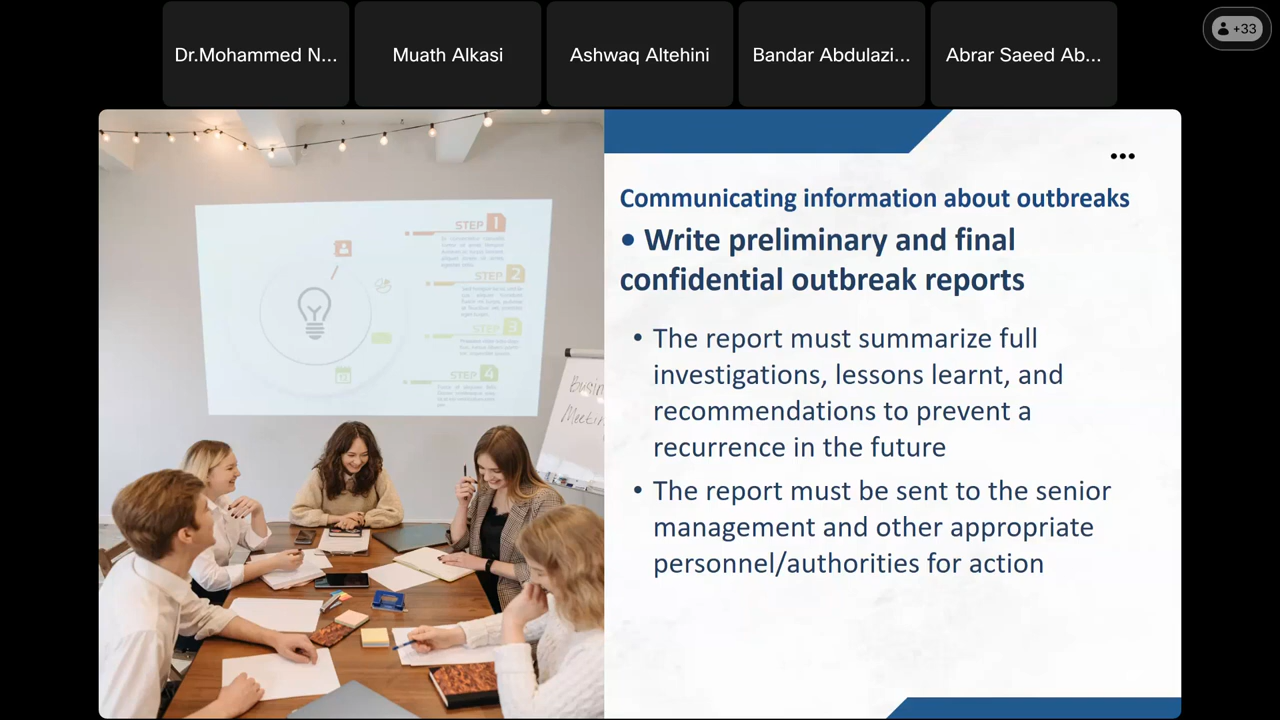 Dr.Mohammed N...
Muath Alkasi
Ashwaq Altehini
Bandar Abdulazi...
Abrar Saeed Ab...
+33
STEP 1
STEP 2
STEP 3
STEP 4
Communicating information about outbreaks
• Write preliminary and final
confidential outbreak reports
• The report must summarize full
investigations, lessons learnt, and
recommendations to prevent a
recurrence in the future
• The report must be sent to the senior
management and other appropriate
personnel/authorities for action